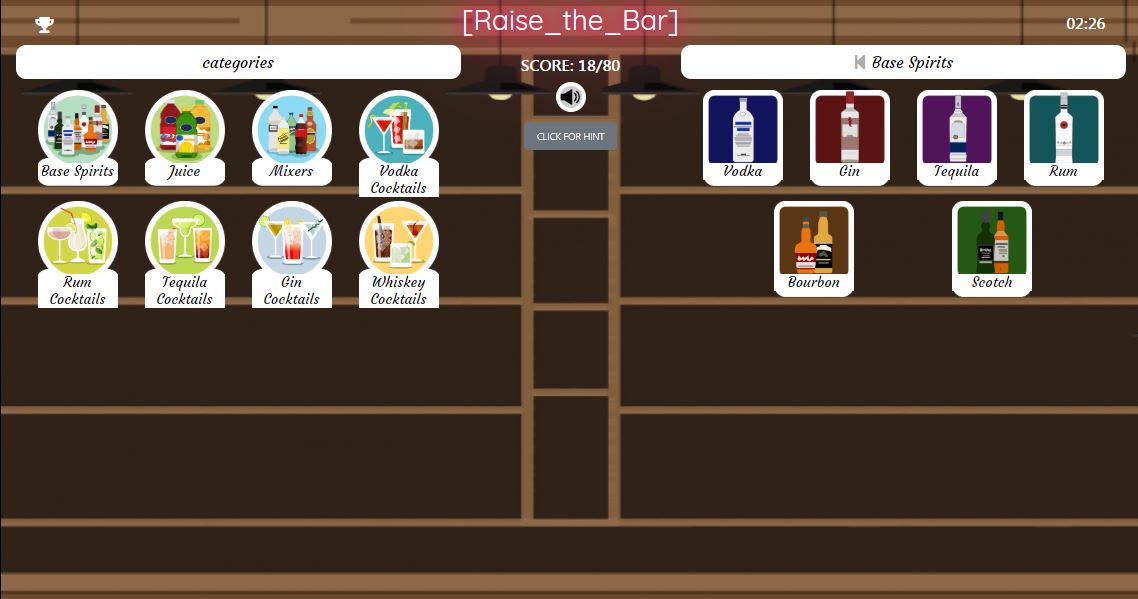 [Raise_the_Bar]
02:26
categories
SCORE: 18/80
Base Spirits
CLICK FOR HINT
Base Spirits
Juice
Mixers
Vodka
Cocktails
Rum
Cocktails
Tequila
Cocktails
Gin
Cocktails
Whiskey
Cocktails
Vodka
Gin
Tequila
Rum
Bourbon
Scotch